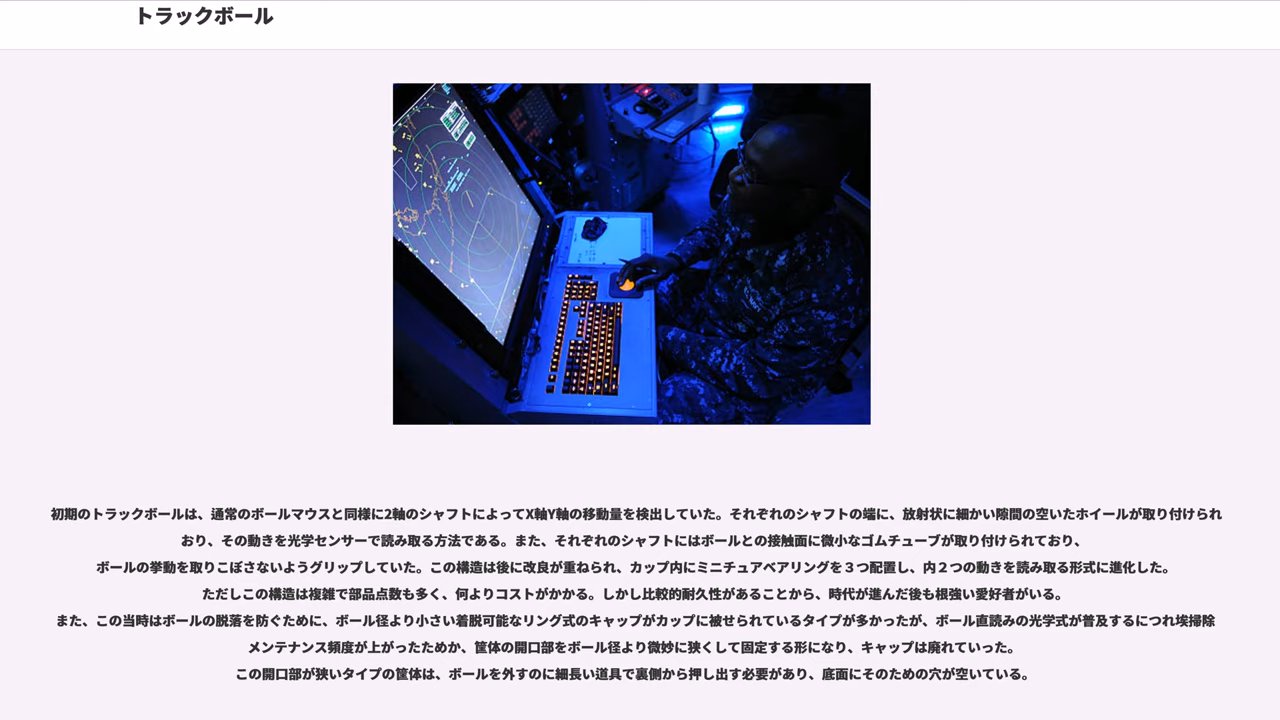 トラックボール
初期のトラックボールは、通常のボールマウスと同様に2軸のシャフトによってX軸Y軸の移動量を検出していた。それぞれのシャフトの端に、放射状に細かい隙間の空いたホイールが取り付けられ
おり、その動きを光学センサーで読み取る方法である。また、それぞれのシャフトにはボールとの接触面に微小なゴムチューブが取り付けられており、
ボールの挙動を取りこぼさないようグリップしていた。この構造は後に改良が重ねられ、カップ内にミニチュアベアリングを３つ配置し、内２つの動きを読み取る形式に進化した。
ただしこの構造は複雑で部品点数も多く、何よりコストがかかる。しかし比較的耐久性があることから、時代が進んだ後も根強い愛好者がいる。
また、この当時はボールの脱落を防ぐために、ボール径より小さい着脱可能なリング式のキャップがカップに被せられているタイプが多かったが、ボール直読みの光学式が普及するにつれ埃掃除
メンテナンス頻度が上がったためか、筐体の開口部をボール径より微妙に狭くして固定する形になり、キャップは廃れていった。
この開口部が狭いタイプの筐体は、ボールを外すのに細長い道具で裏側から押し出す必要があり、底面にそのための穴が空いている。